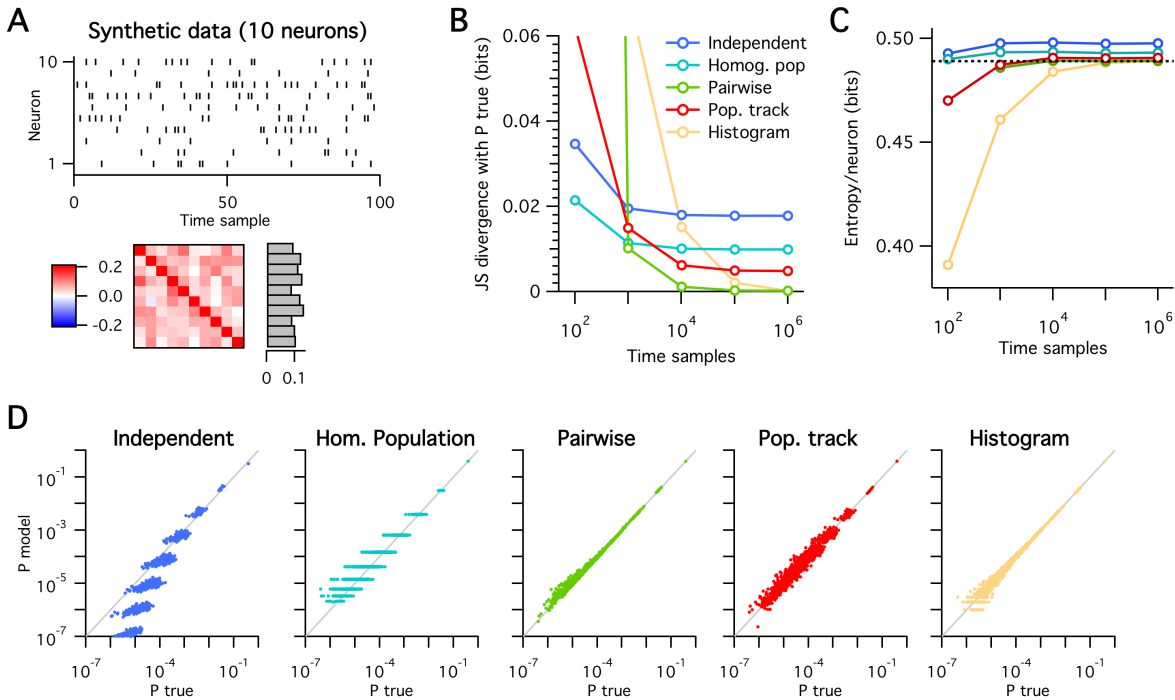 A
Synthetic data (10 neurons)
Neuron
10
1
0
50
100
Time sample
0.2
0.0
-0.2
0
0.1
B
JS divergence with P true (bits)
0.06
0.04
0.02
0
Independent
Homog. pop
Pairwise
Pop. track
Histogram
10^2
10^4
10^6
Time samples
C
Entropy/neuron (bits)
0.50
0.45
0.40
10^2
10^4
10^6
Time samples
D
Independent
Hom. Population
Pairwise
Pop. track
Histogram
P model
10^-1
10^-3
10^-5
10^-7
10^-7
10^-4
10^-1
P true
10^-7
10^-4
10^-1
P true
10^-7
10^-4
10^-1
P true
10^-7
10^-4
10^-1
P true
10^-7
10^-4
10^-1
P true